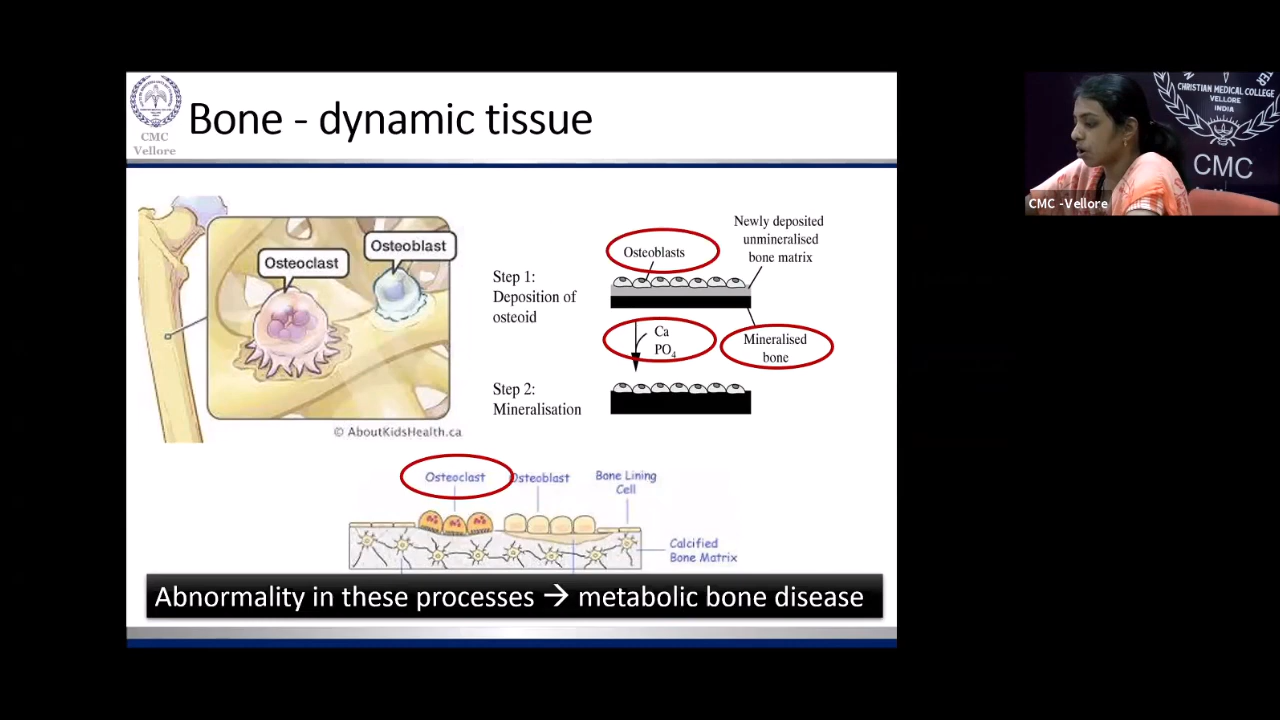 CMC
Vellore
Bone - dynamic tissue
Osteoclast
Osteoblast
© AboutKidsHealth.ca
Step 1:
Deposition of
osteoid
Osteoblasts
Newly deposited
unmineralised
bone matrix
Ca
PO4
Mineralised
bone
Step 2:
Mineralisation
Osteoclast
Osteoblast
Bone Lining
Cell
Calcified
Bone Matrix
Abnormality in these processes → metabolic bone disease
CHRISTIAN MEDICAL COLLEGE
VELLORE
INDIA
CMC
CMC -Vellore